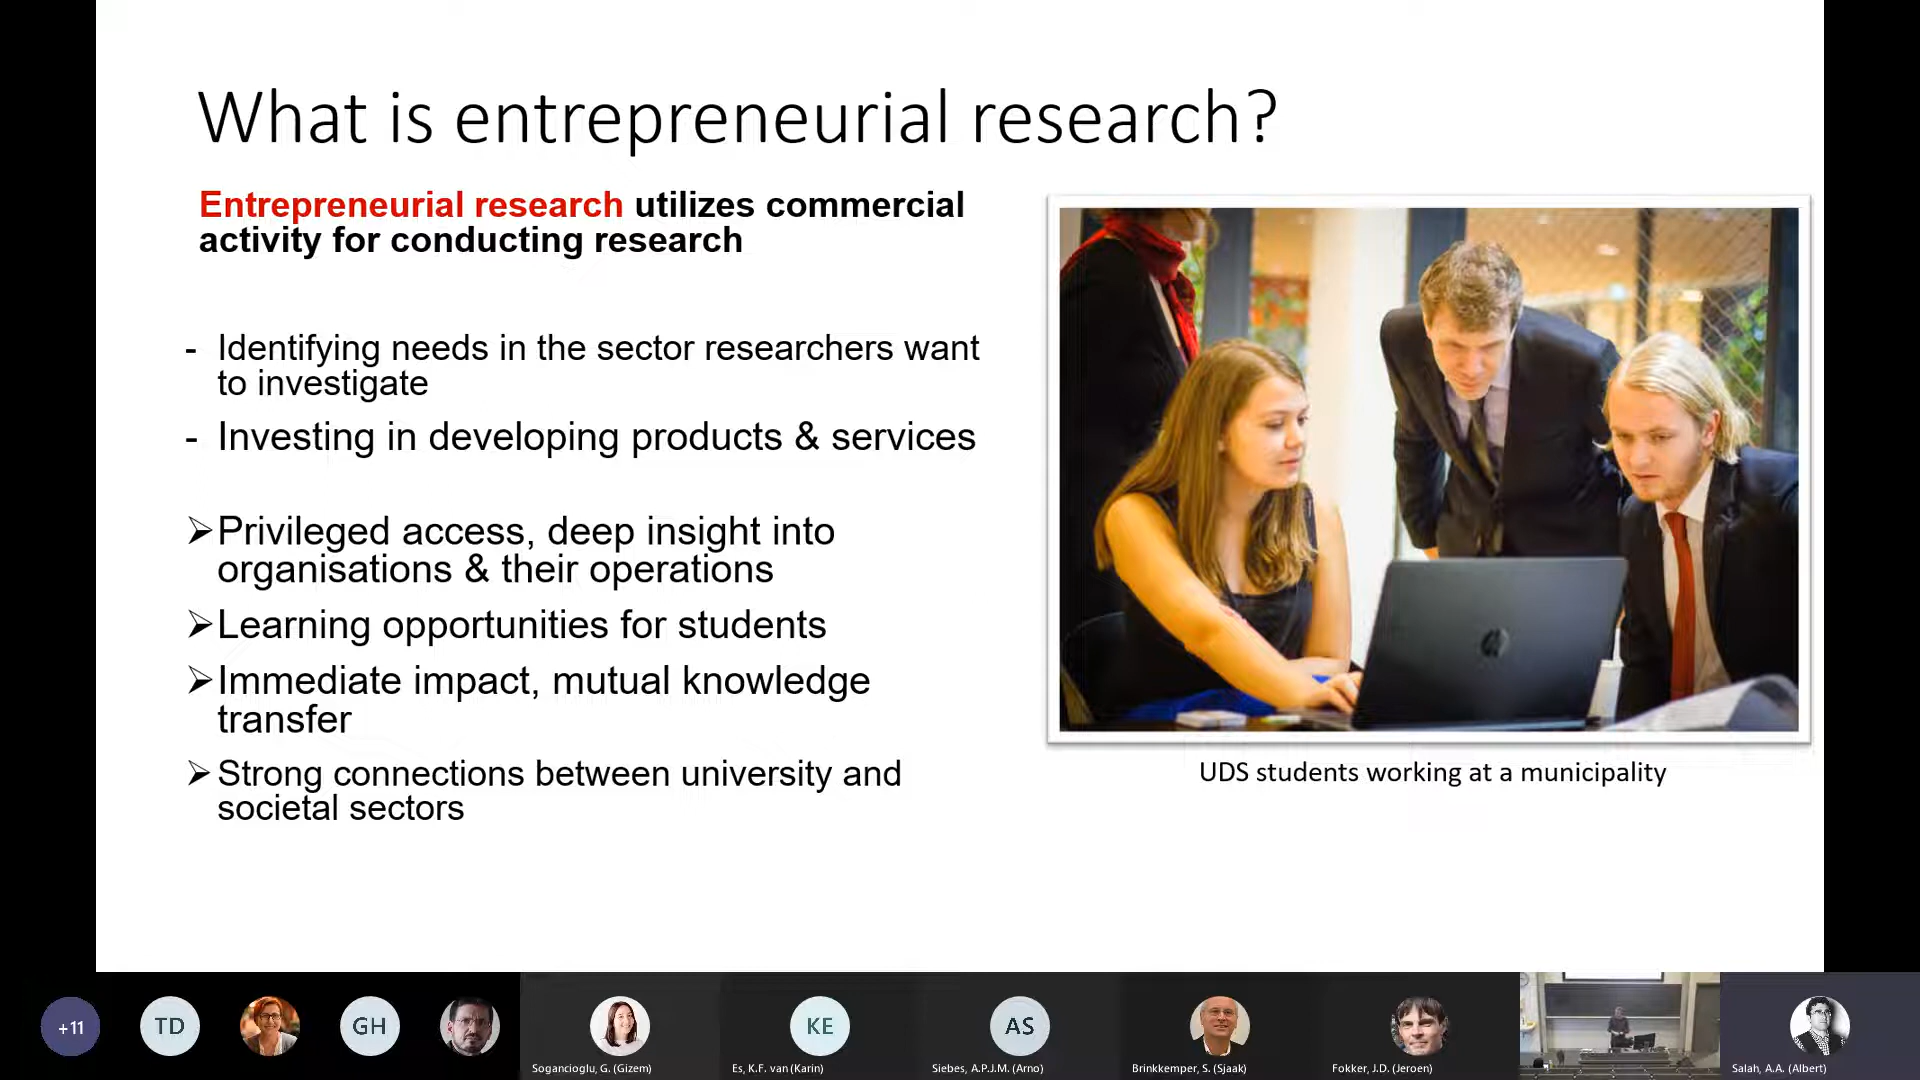 What is entrepreneurial research?
Entrepreneurial research utilizes commercial
activity for conducting research
- Identifying needs in the sector researchers want
to investigate
- Investing in developing products & services
➢Privileged access, deep insight into
organisations & their operations
➢Learning opportunities for students
➢Immediate impact, mutual knowledge
transfer
➢Strong connections between university and
societal sectors
UDS students working at a municipality
+11
TD
GH
KE
AS
Sogancioglu, G. (Gizem)
Es, K.F. van (Karin)
Siebes, A.P.J.M. (Arno)
Brinkkemper, S. (Sjaak)
Fokker, J.D. (Jeroen)
Salah, A.A. (Albert)